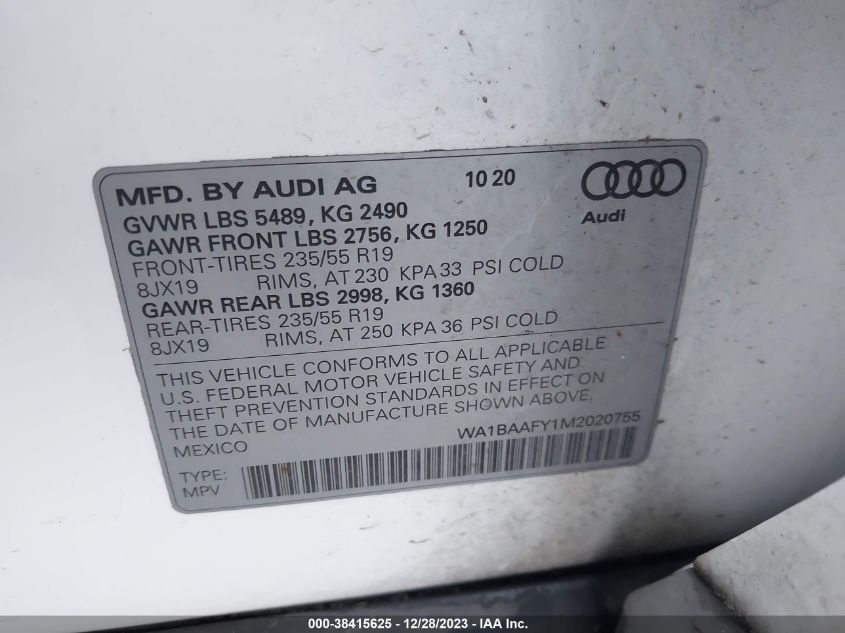 MFD. BY AUDI AG 10 20
Audi
GVWR LBS 5489, KG 2490
GAWR FRONT LBS 2756, KG 1250
FRONT-TIRES 235/55 R19
8JX19 RIMS, AT 230 KPA 33 PSI COLD
GAWR REAR LBS 2998, KG 1360
REAR-TIRES 235/55 R19
8JX19 RIMS, AT 250 KPA 36 PSI COLD
THIS VEHICLE CONFORMS TO ALL APPLICABLE
U.S. FEDERAL MOTOR VEHICLE SAFETY AND
THEFT PREVENTION STANDARDS IN EFFECT ON
THE DATE OF MANUFACTURE SHOWN ABOVE.
MEXICO WA1BAAFY1M2020755
TYPE:
MPV
000-38415625 - 12/28/2023 - IAA Inc.